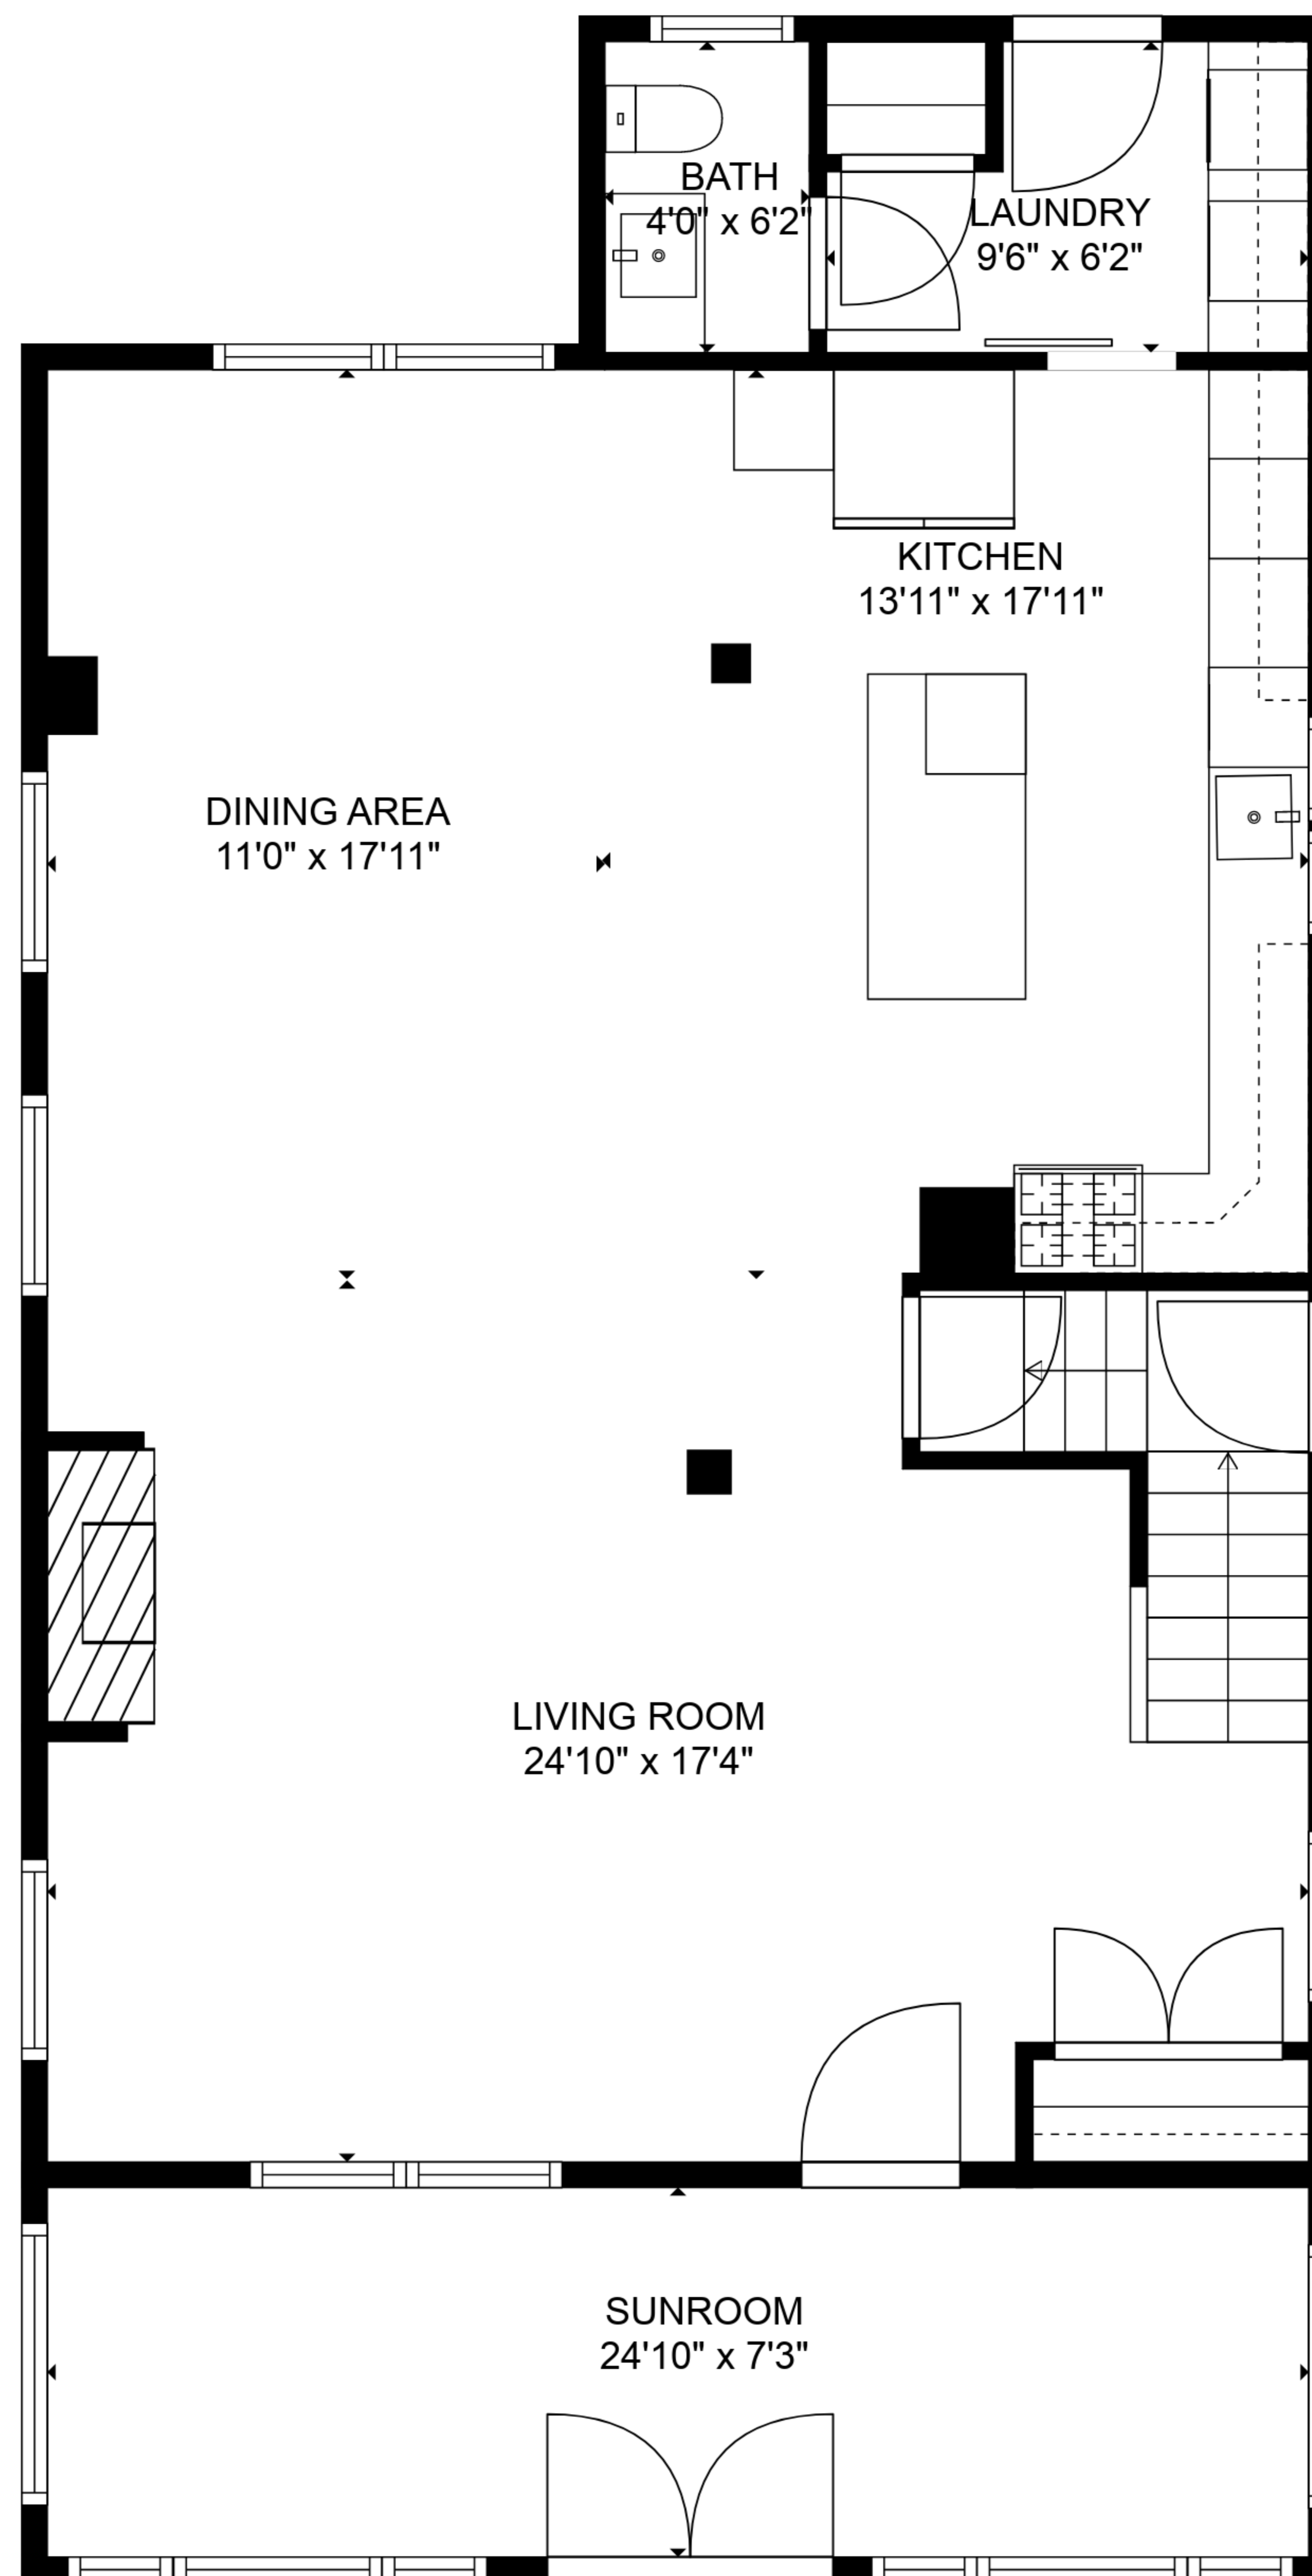 BATH
4'0" x 6'2"
LAUNDRY
9'6" x 6'2"
KITCHEN
13'11" x 17'11"
DINING AREA
11'0" x 17'11"
LIVING ROOM
24'10" x 17'4"
SUNROOM
24'10" x 7'3"